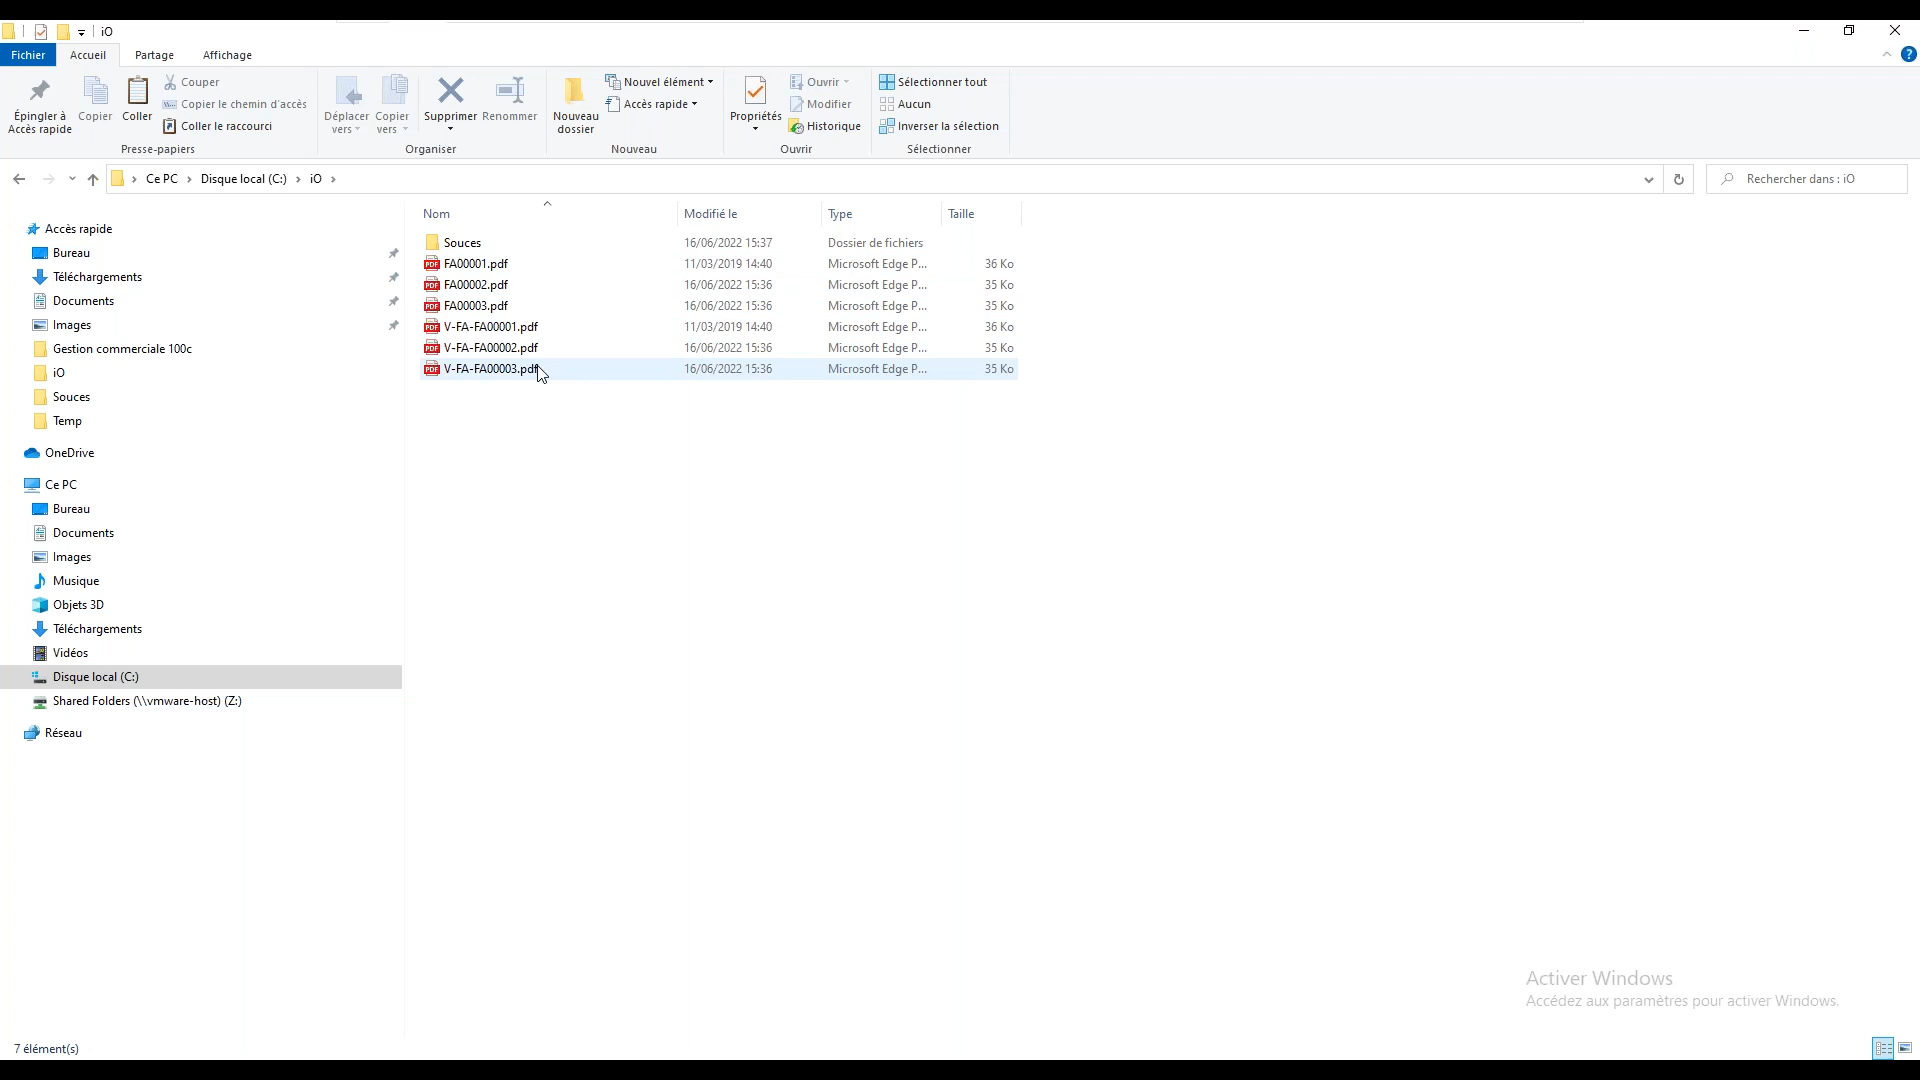 iO
Fichier Accueil Partage Affichage
Épingler à Accès rapide Copier Coller Couper Copier le chemin d'accès Coller le raccourci
Déplacer vers Copier vers Supprimer Renommer
Nouveau dossier Nouvel élément Accès rapide
Propriétés Ouvrir Modifier Historique
Sélectionner tout Aucun Inverser la sélection
Presse-papiers Organiser Nouveau Ouvrir Sélectionner
Ce PC › Disque local (C:) › iO › Rechercher dans : iO
Nom Modifié le Type Taille
Souces 16/06/2022 15:37 Dossier de fichiers
FA00001.pdf 11/03/2019 14:40 Microsoft Edge P... 36 Ko
FA00002.pdf 16/06/2022 15:36 Microsoft Edge P... 35 Ko
FA00003.pdf 16/06/2022 15:36 Microsoft Edge P... 35 Ko
V-FA-FA00001.pdf 11/03/2019 14:40 Microsoft Edge P... 36 Ko
V-FA-FA00002.pdf 16/06/2022 15:36 Microsoft Edge P... 35 Ko
V-FA-FA00003.pdf 16/06/2022 15:36 Microsoft Edge P... 35 Ko
Accès rapide
Bureau
Téléchargements
Documents
Images
Gestion commerciale 100c
iO
Souces
Temp
OneDrive
Ce PC
Bureau
Documents
Images
Musique
Objets 3D
Téléchargements
Vidéos
Disque local (C:)
Shared Folders (\\vmware-host) (Z:)
Réseau
Activer Windows
Accédez aux paramètres pour activer Windows.
7 élément(s)